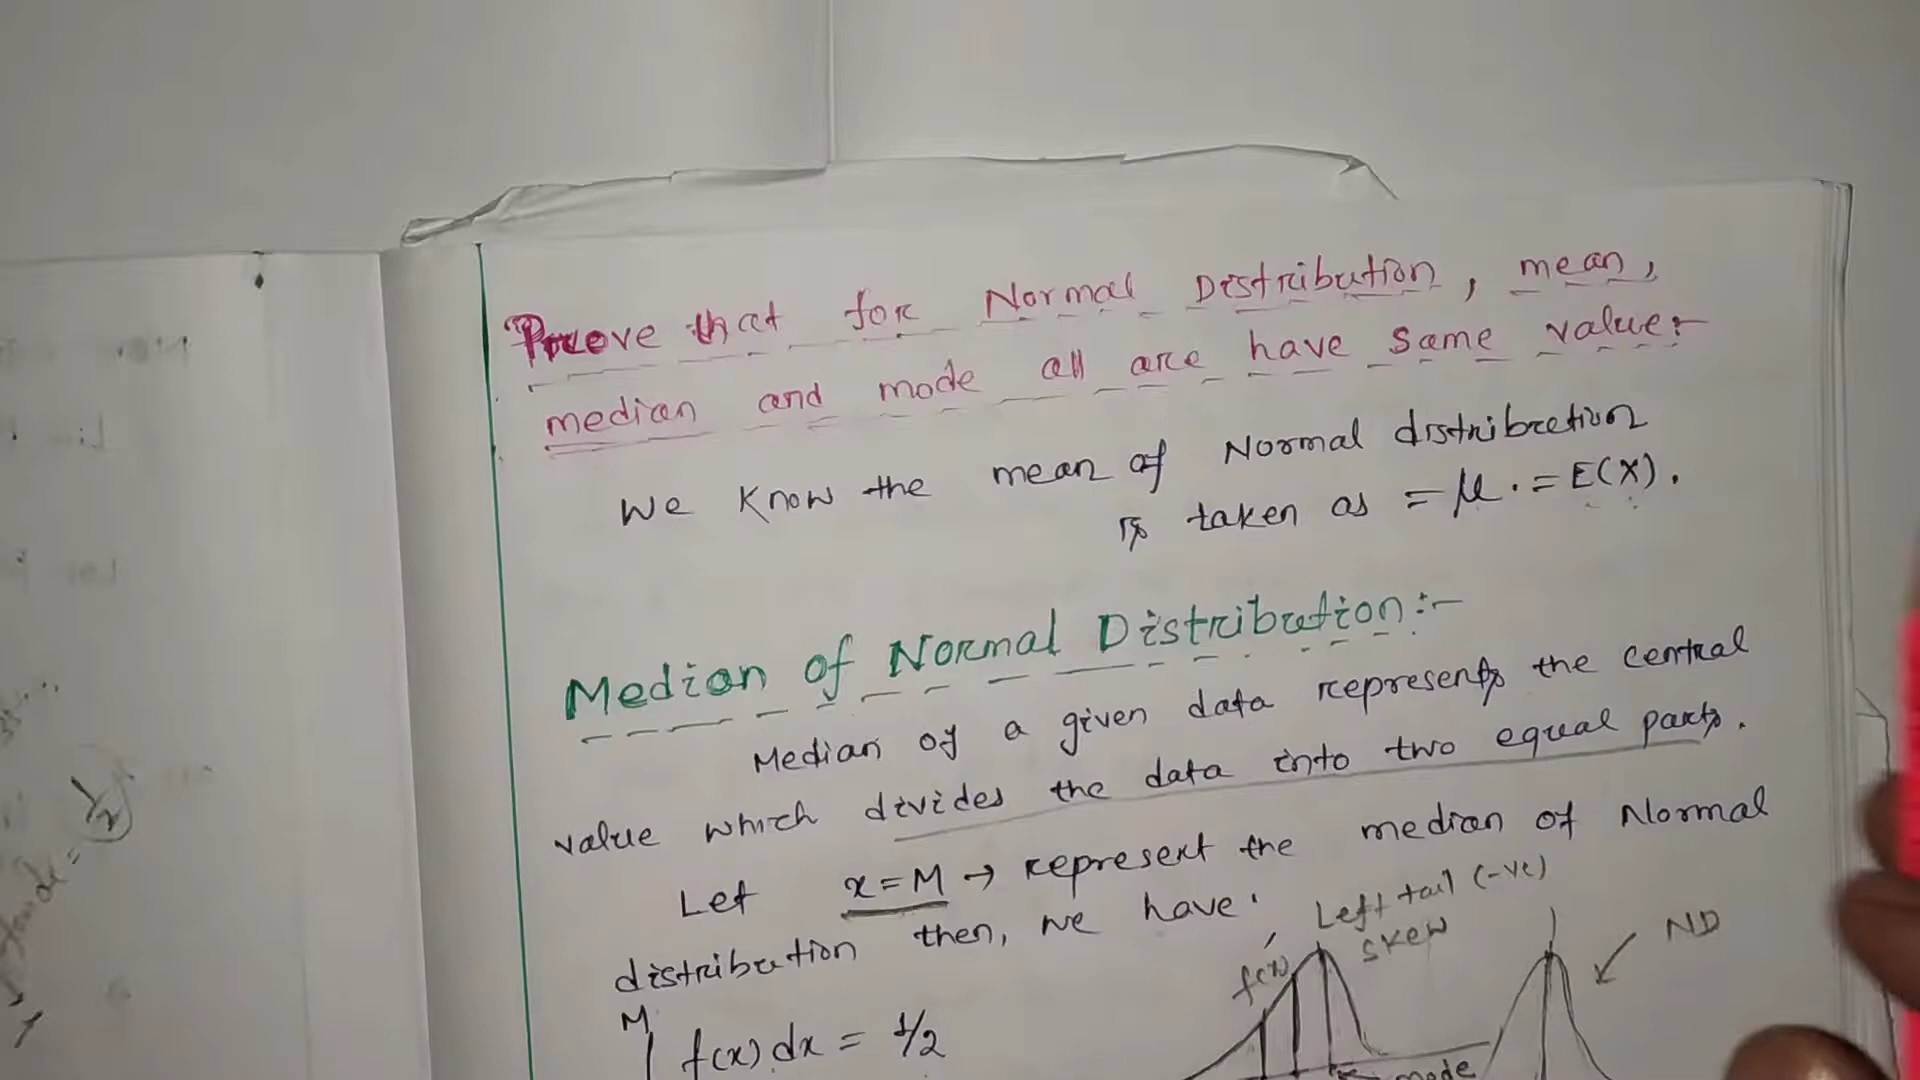 Prove that for Normal Distribution, mean,
median and mode all are have same value:-
We know the mean of Normal distribution
is taken as = μ. = E(X).
Median of Normal Distribution:-
Median of a given data represents the central
value which divides the data into two equal parts.
Let x = M → represent the median of Normal
distribution then, we have.
Left tail (-ve)
skew
ND
f(x)
M
∫ f(x) dx = 1/2
mode
1/2